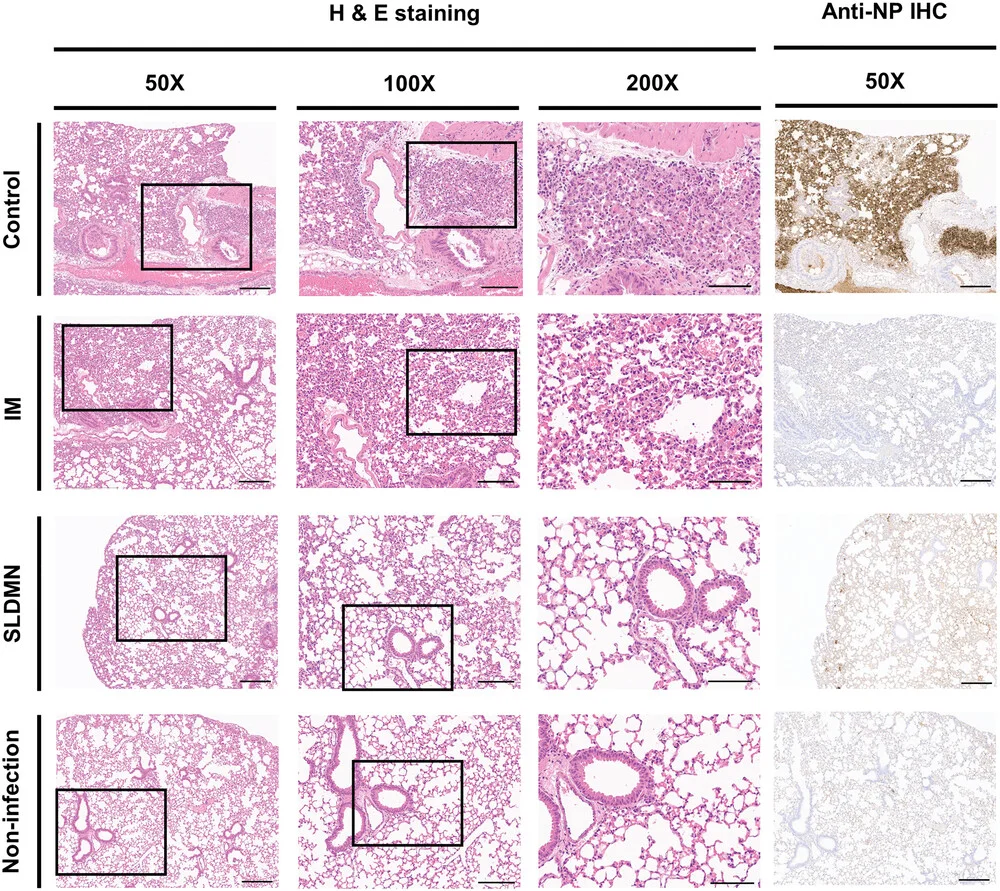 H & E staining
Anti-NP IHC
50X
100X
200X
50X
Control
IM
SLDMN
Non-infection